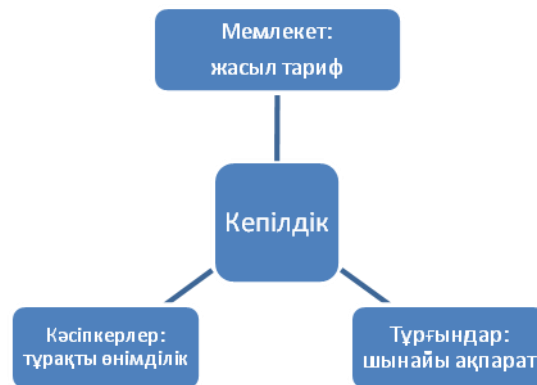 Мемлекет:
жасыл тариф
Кепілдік
Кәсіпкерлер:
тұрақты өнімділік
Тұрғындар:
шынайы ақпарат